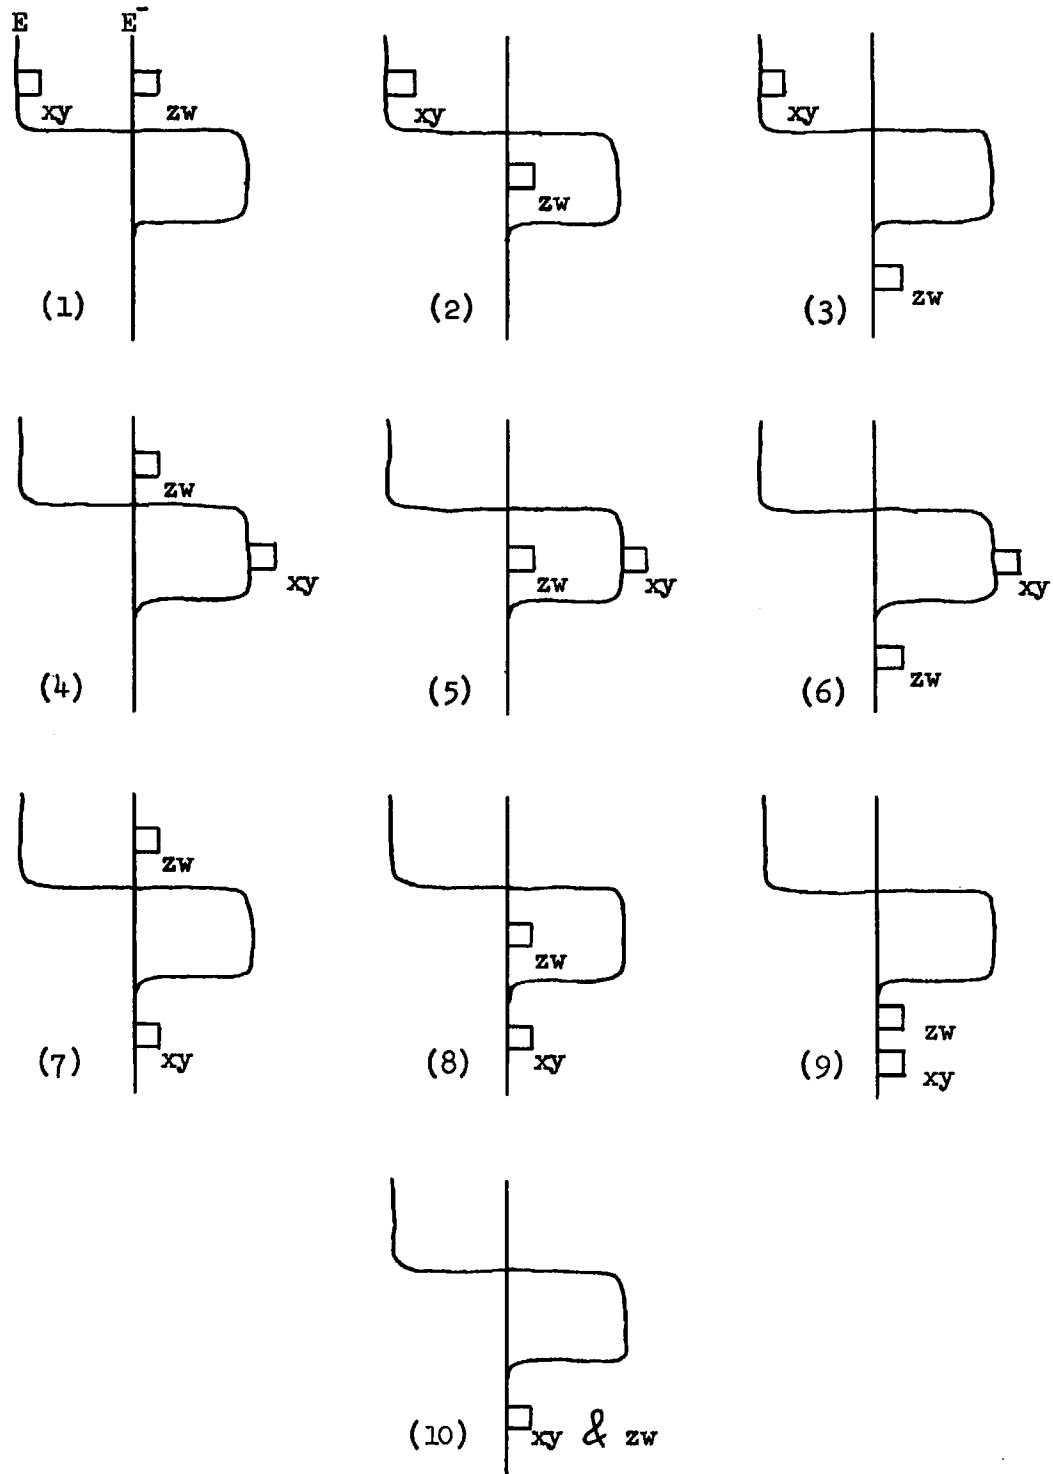 E E⁻
xy zw xy xy
zw
zw
(1) (2) (3)
zw
zw xy
xy xy
zw
(4) (5) (6)
zw
zw
zw
xy xy xy
(7) (8) (9)
(10) xy & zw